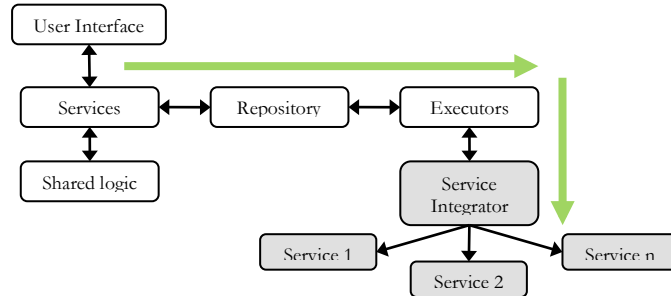 User Interface
Services
Repository
Executors
Shared logic
Service
Integrator
Service 1
Service n
Service 2